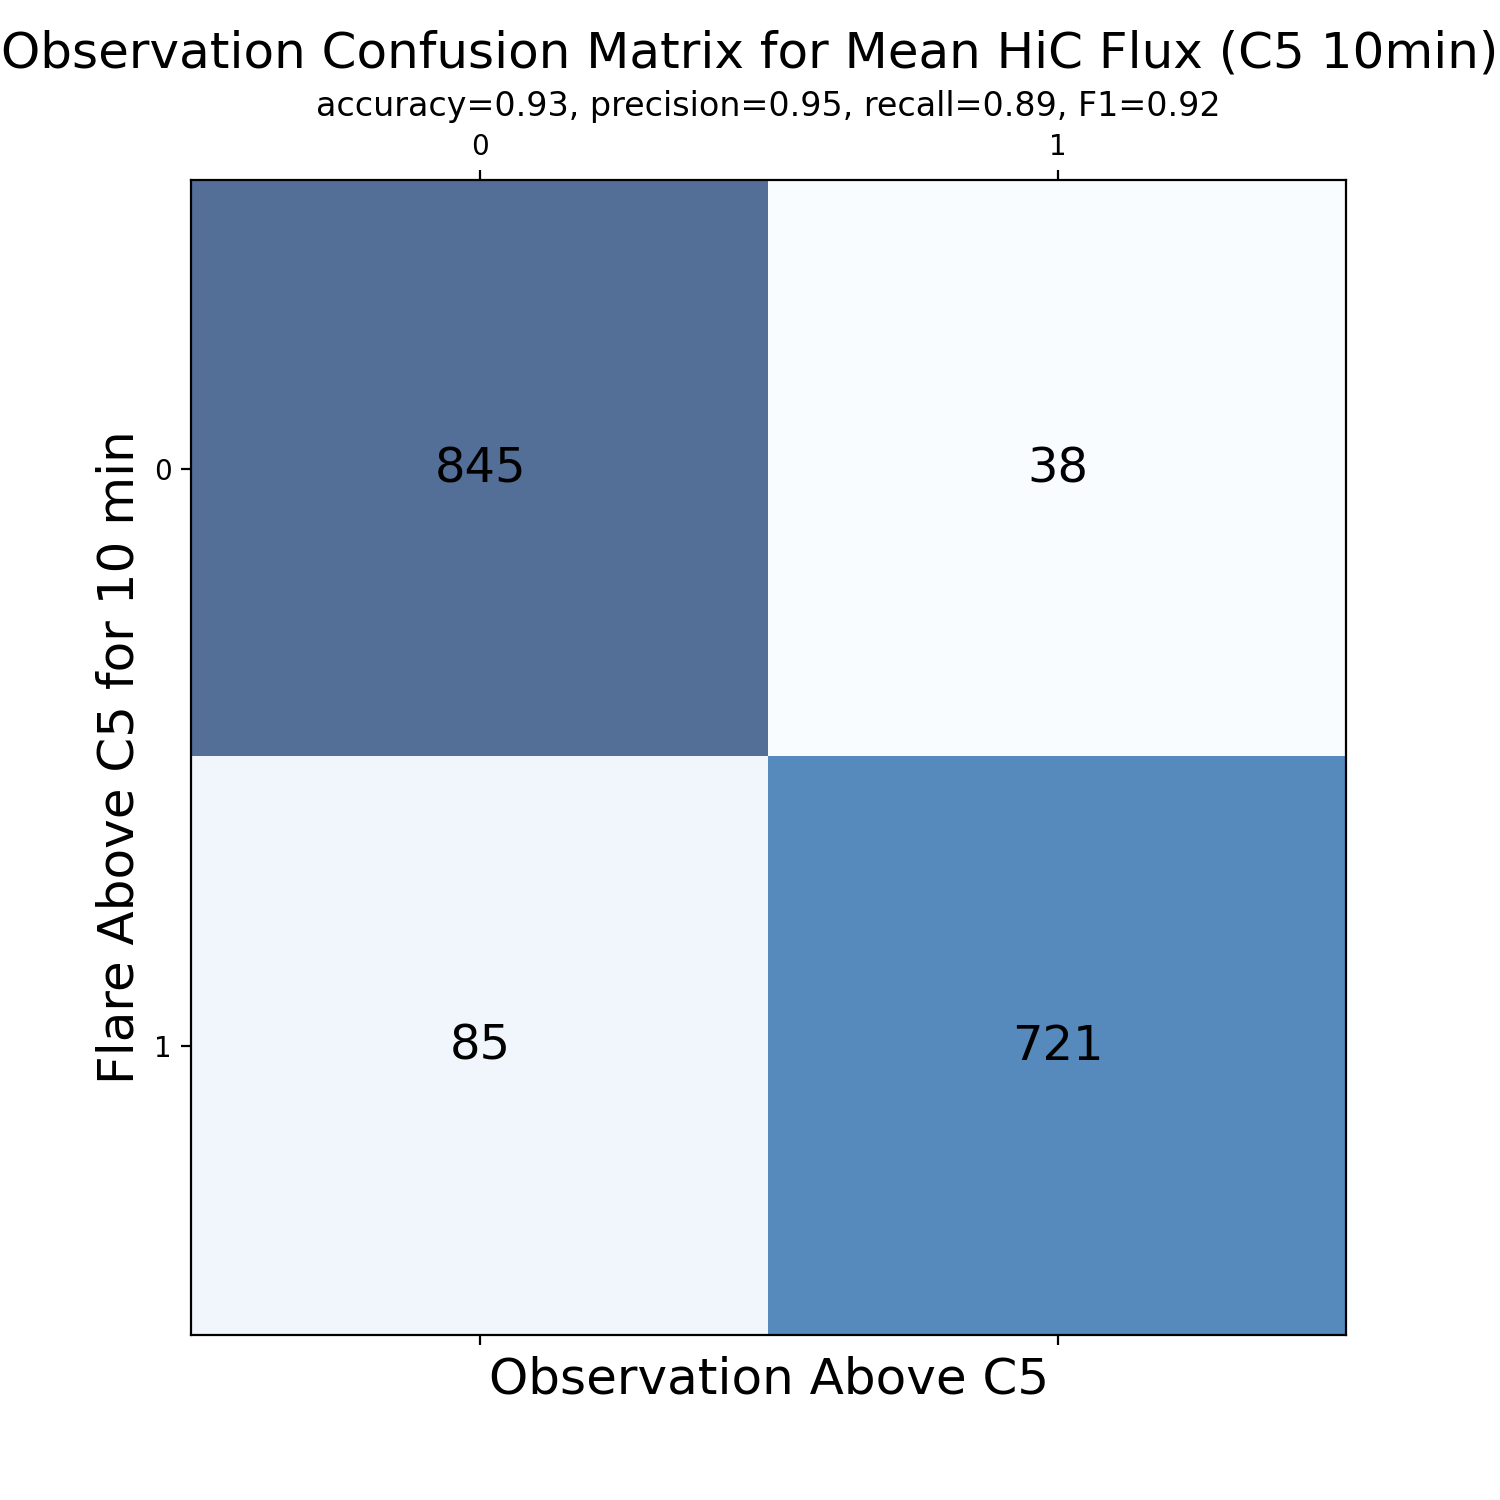 Observation Confusion Matrix for Mean HiC Flux (C5 10min)
accuracy=0.93, precision=0.95, recall=0.89, F1=0.92
0 1
Flare Above C5 for 10 min
0 845 38
1 85 721
Observation Above C5